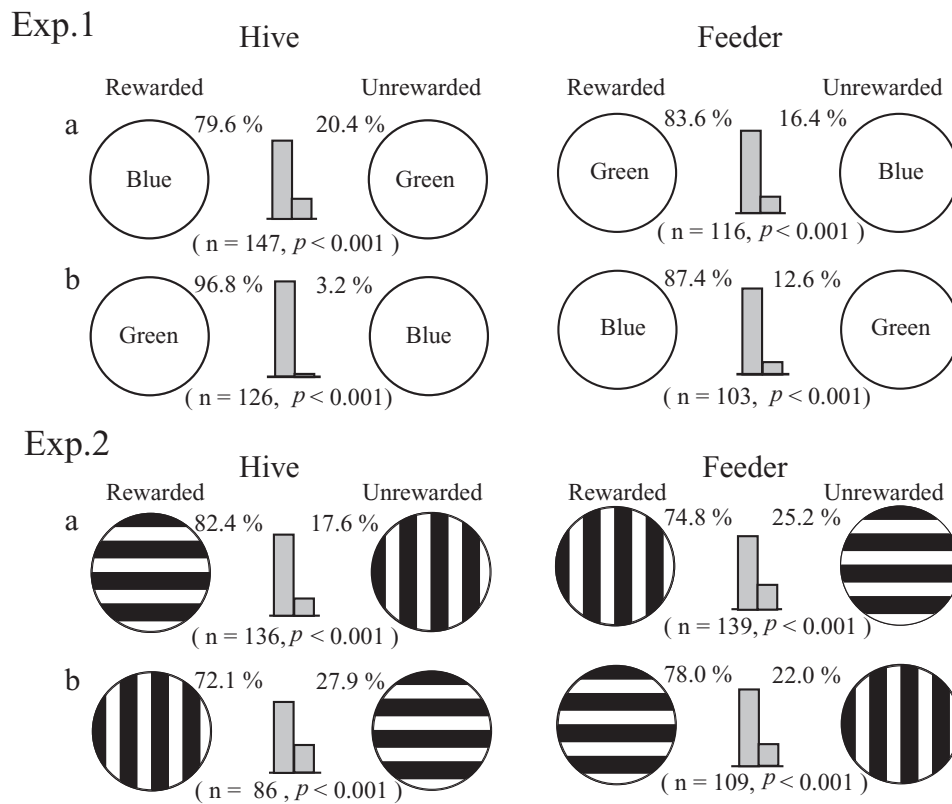 Exp.1
Hive Feeder
Rewarded Unrewarded Rewarded Unrewarded
a 79.6 % 20.4 % 83.6 % 16.4 %
Blue Green Green Blue
( n = 147, p < 0.001 ) ( n = 116, p < 0.001 )
b 96.8 % 3.2 % 87.4 % 12.6 %
Green Blue Blue Green
( n = 126, p < 0.001) ( n = 103, p < 0.001)
Exp.2
Hive Feeder
Rewarded Unrewarded Rewarded Unrewarded
a 82.4 % 17.6 % 74.8 % 25.2 %
( n = 136, p < 0.001 ) ( n = 139, p < 0.001 )
b 72.1 % 27.9 % 78.0 % 22.0 %
( n = 86 , p < 0.001) ( n = 109, p < 0.001)